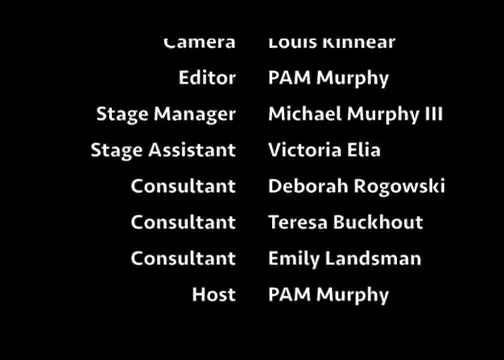 Camera Louis Kinnear
Editor PAM Murphy
Stage Manager Michael Murphy III
Stage Assistant Victoria Elia
Consultant Deborah Rogowski
Consultant Teresa Buckhout
Consultant Emily Landsman
Host PAM Murphy